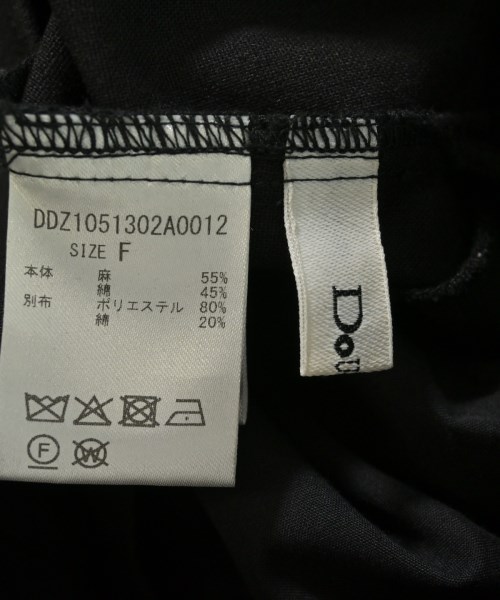 DDZ1051302A0012
SIZE F
本体 麻 55%
綿 45%
別布 ポリエステル 80%
綿 20%
F W